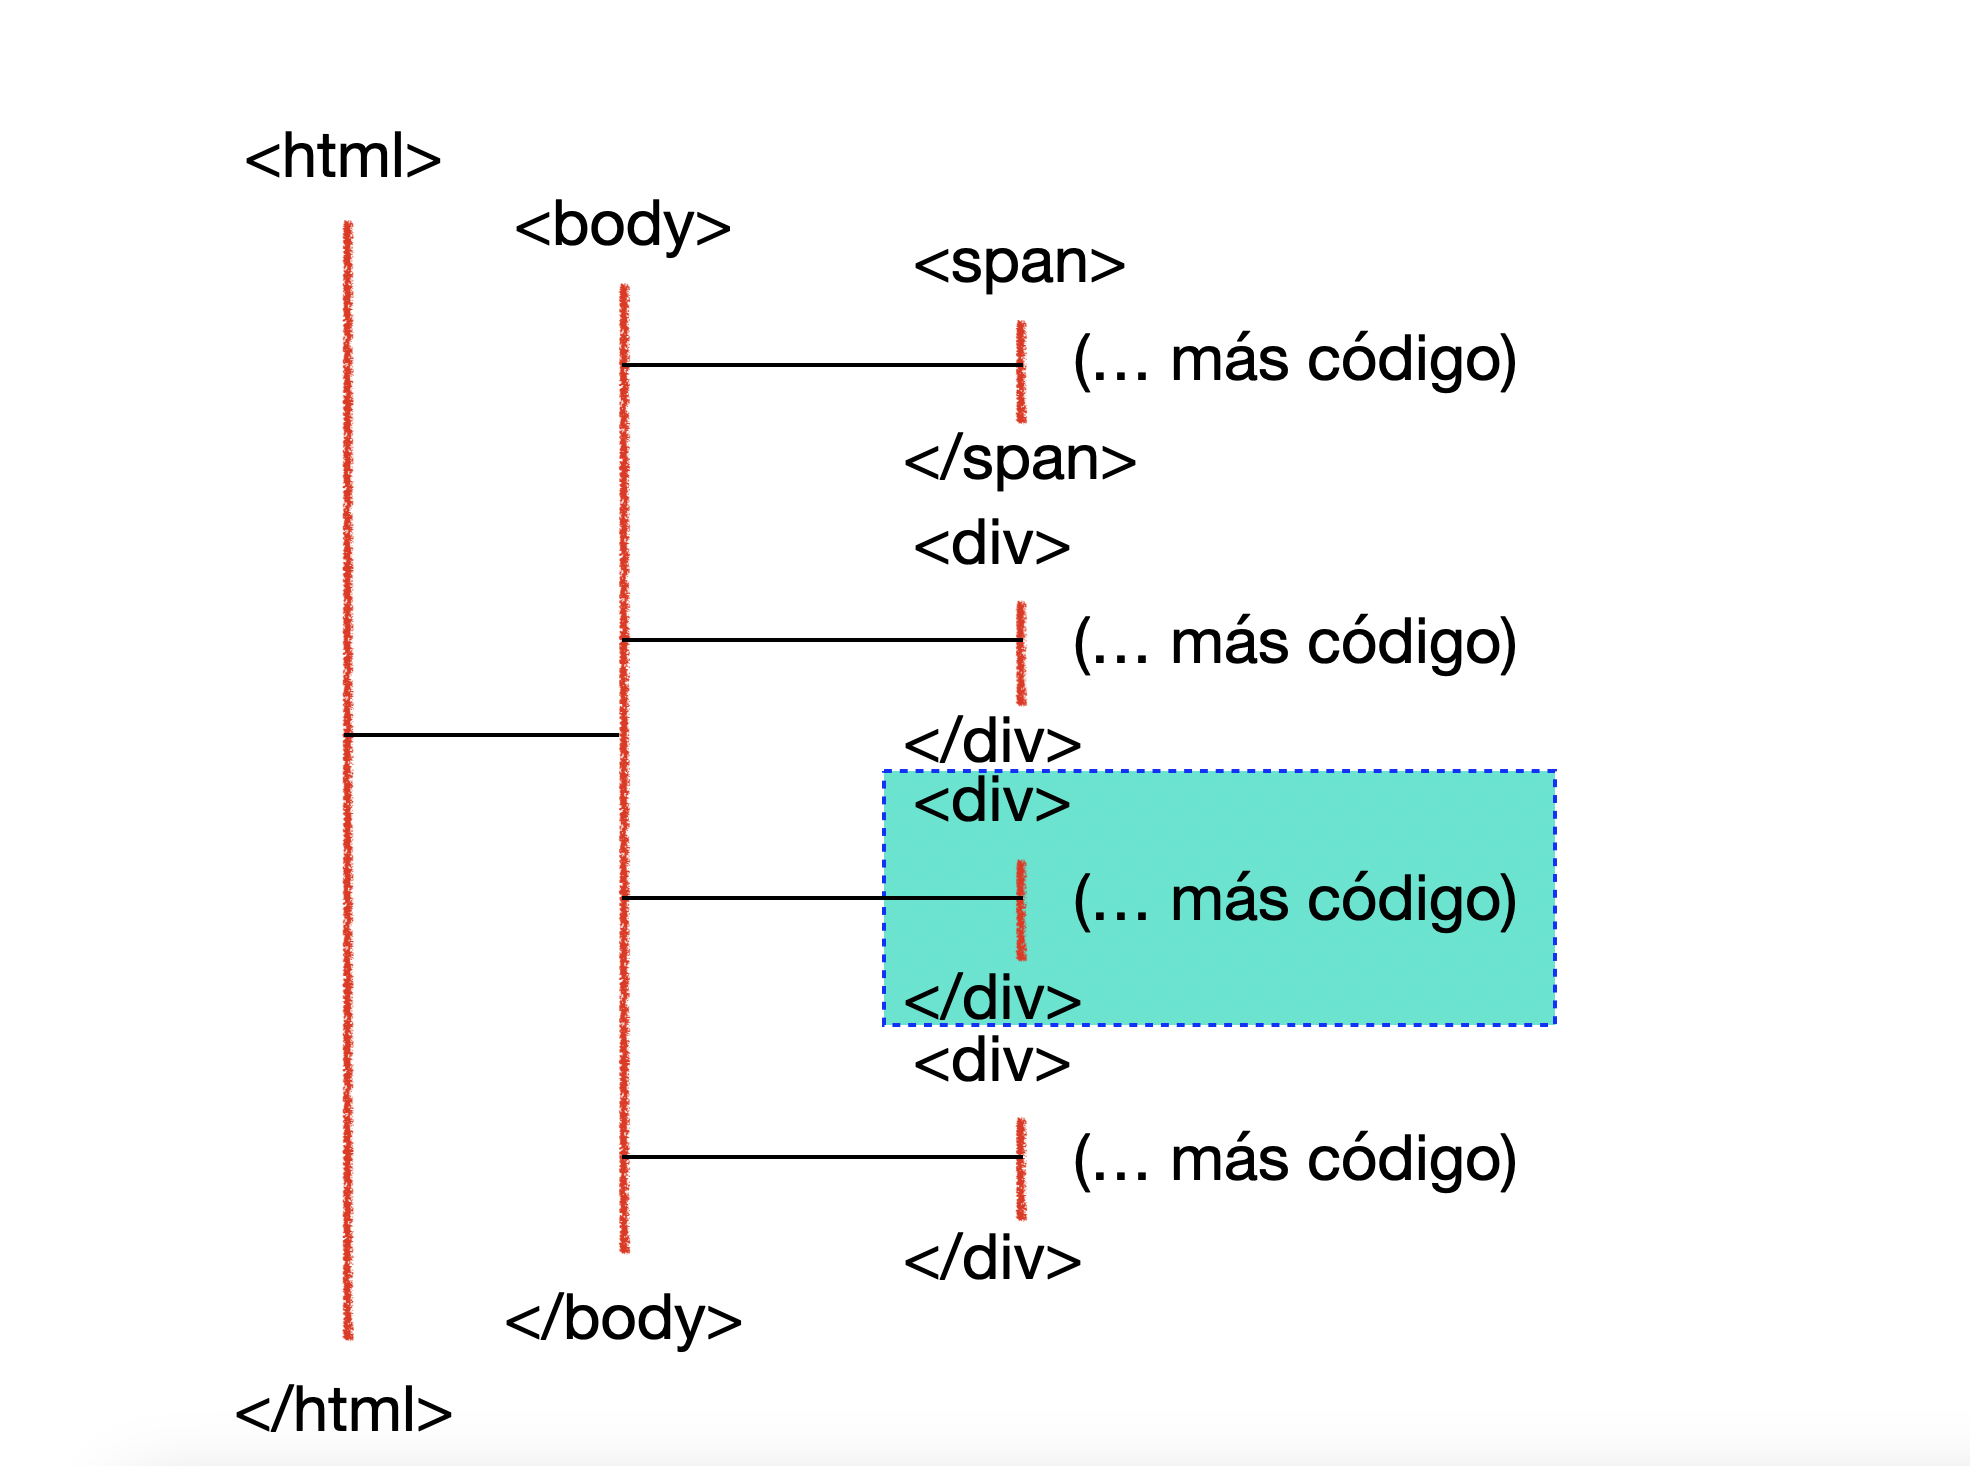 <html>
<body>
<span>
(... más código)
</span>
<div>
(... más código)
</div>
<div>
(... más código)
</div>
<div>
(... más código)
</div>
</body>
</html>